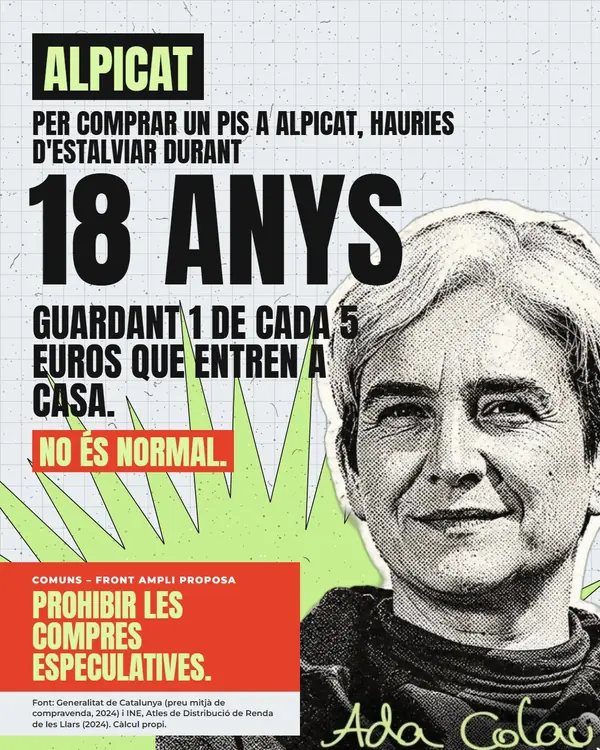 ALPICAT
PER COMPRAR UN PIS A ALPICAT, HAURIES
D'ESTALVIAR DURANT
18 ANYS
GUARDANT 1 DE CADA 5
EUROS QUE ENTREN A
CASA.
NO ÉS NORMAL.
COMUNS – FRONT AMPLI PROPOSA
PROHIBIR LES
COMPRES
ESPECULATIVES.
Font: Generalitat de Catalunya (preu mitjà de
compravenda, 2024) i INE, Atles de Distribució de Renda
de les Llars (2024). Càlcul propi.
Ada Colau